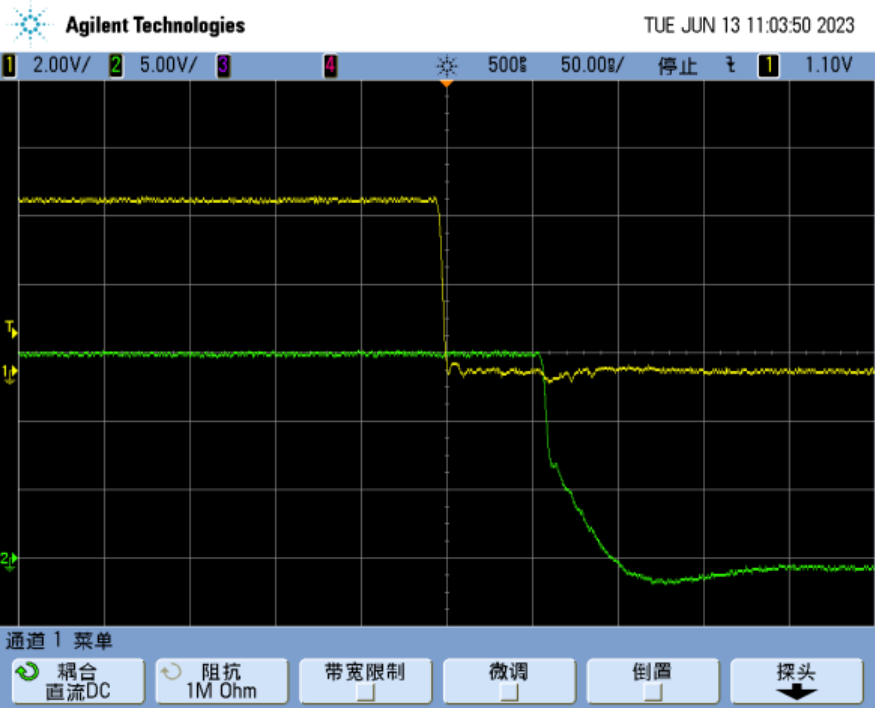 Agilent Technologies TUE JUN 13 11:03:50 2023
1 2.00V/ 2 5.00V/ 3 4 500 50.00 / 停止 1 1.10V
T
1
2
通道 1 菜单
耦合 阻抗 带宽限制 微调 倒置 探头
直流DC 1M Ohm